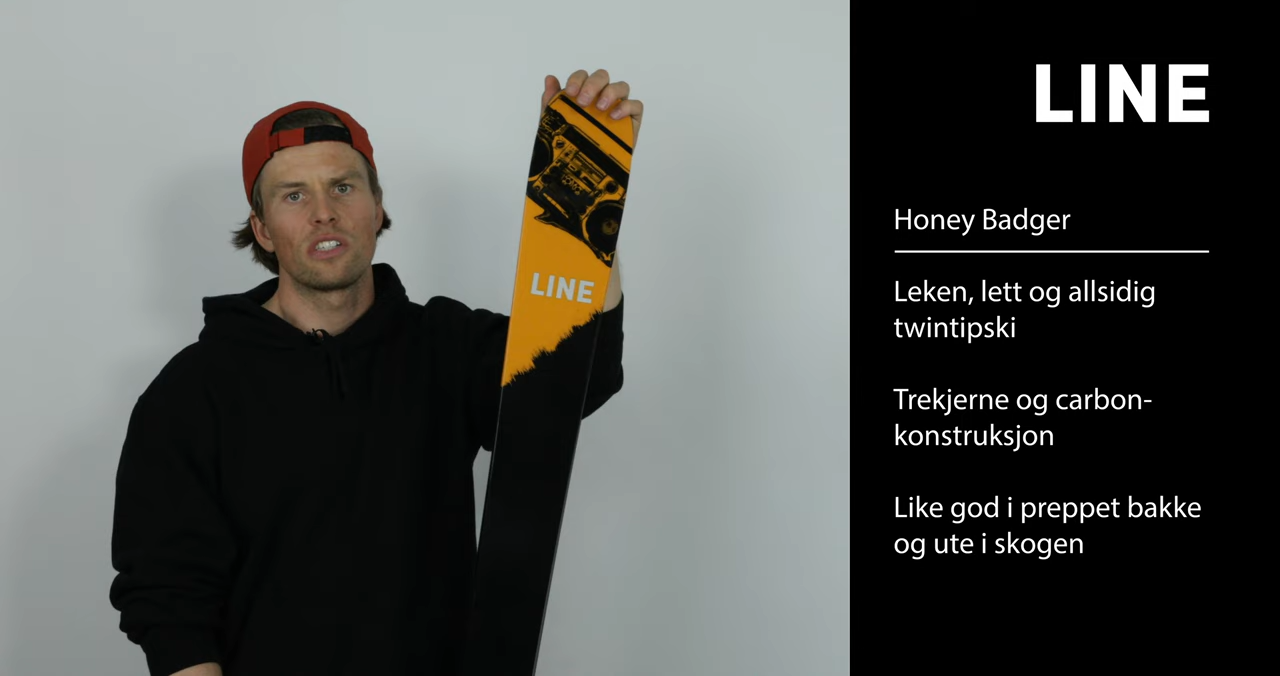 LINE
LINE
Honey Badger
Leken, lett og allsidig
twintipski
Trekjerne og carbon-
konstruksjon
Like god i preppet bakke
og ute i skogen